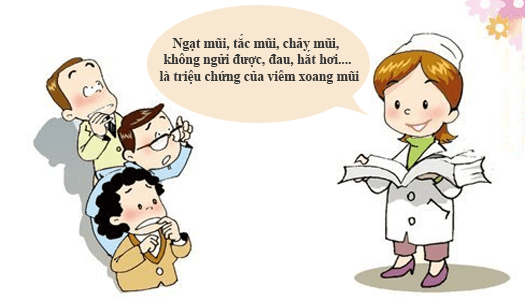 Ngạt mũi, tắc mũi, chảy mũi,
không ngửi được, đau, hắt hơi....
là triệu chứng của viêm xoang mũi